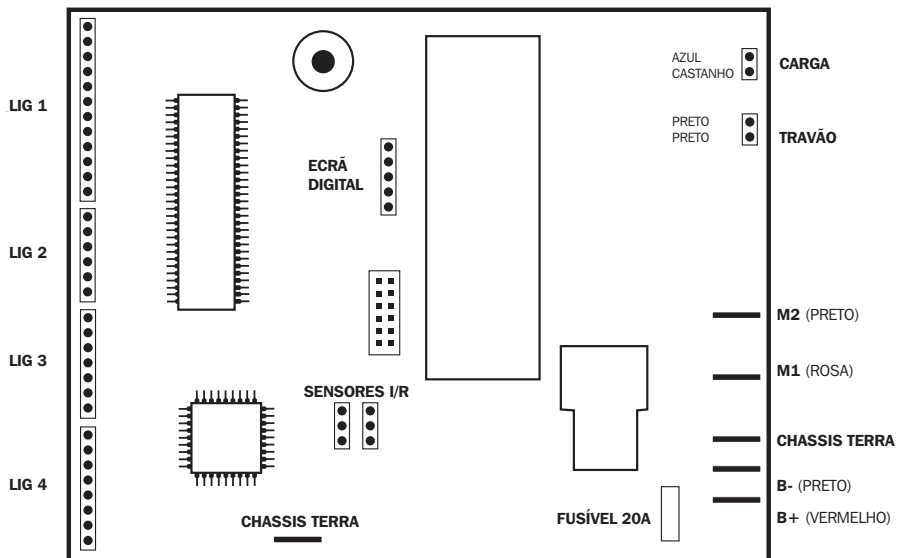 LIG 1
LIG 2
LIG 3
LIG 4
ECRÃ
DIGITAL
SENSORES I/R
CHASSIS TERRA
FUSÍVEL 20A
AZUL
CASTANHO
CARGA
PRETO
PRETO
TRAVÃO
M2 (PRETO)
M1 (ROSA)
CHASSIS TERRA
B- (PRETO)
B+ (VERMELHO)